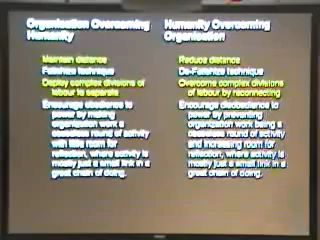 Organisation Overcoming
Humanity
Maintain distance
Fetishize technique
Deploy complex divisions of
labour to separate
Encourage obedience to
power by making
organization work a
ceaseless round of activity
with little room for
reflection, where activity is
mostly just a small link in a
great chain of doing.
Humanity Overcoming
Organisation
Reduce distance
De-Fetishize technique
Overcome complex divisions
of labour by reconnecting
Encourage disobedience to
power by preventing
organization work being a
ceaseless round of activity
and increasing room for
reflection, where activity is
mostly just a small link in a
great chain of doing.